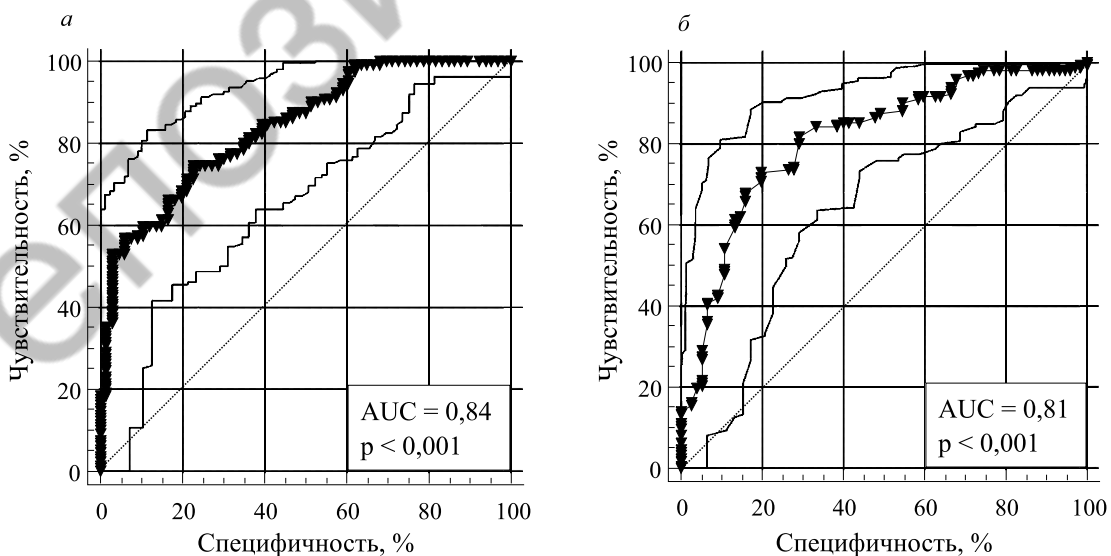 а
Чувствительность, %
100
80
60
40
20
0
AUC = 0,84
p < 0,001
0 20 40 60 80 100
Специфичность, %
б
Чувствительность, %
100
80
60
40
20
0
AUC = 0,81
p < 0,001
0 20 40 60 80 100
Специфичность, %
епози